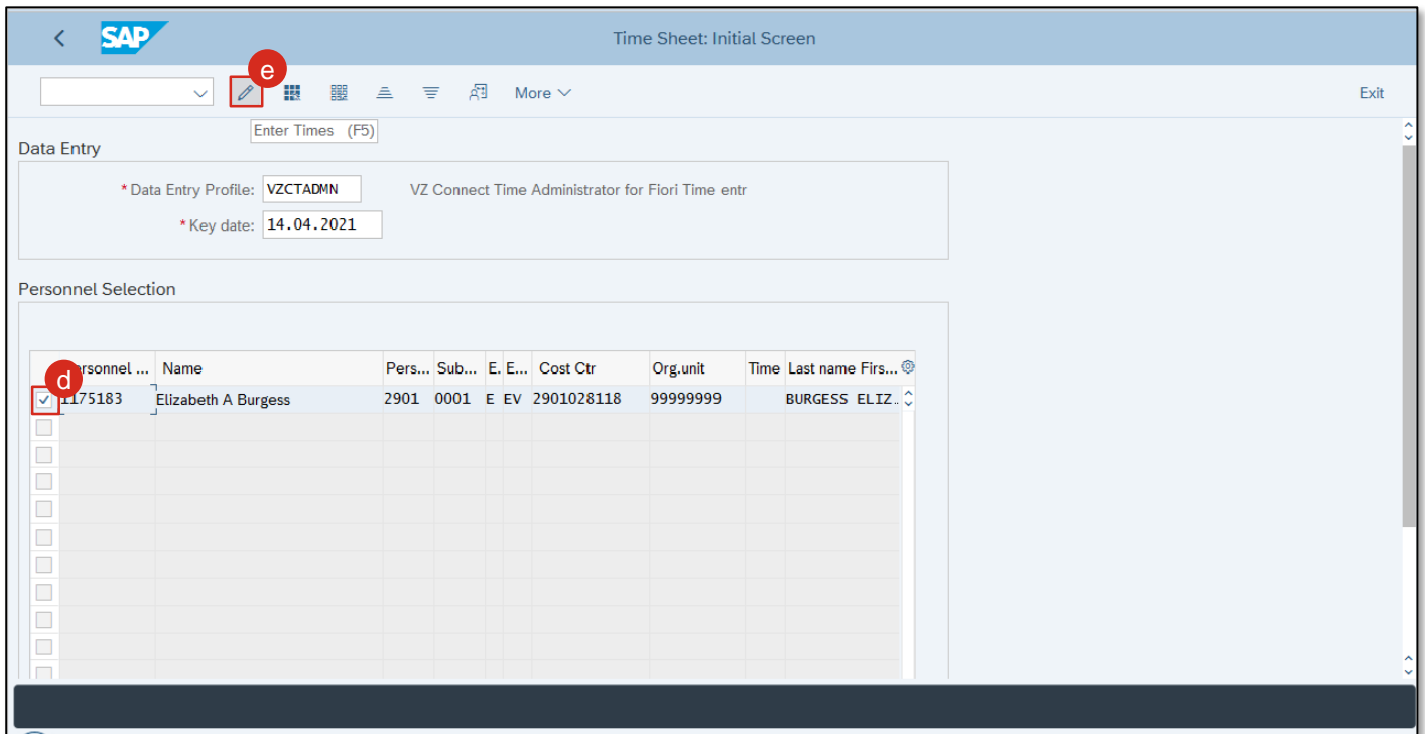 SAP Time Sheet: Initial Screen
e
More Exit
Enter Times (F5)
Data Entry
* Data Entry Profile: VZCTADMN VZ Connect Time Administrator for Fiori Time entr
* Key date: 14.04.2021
Personnel Selection
d
rsonnel ... Name Pers... Sub... E. E... Cost Ctr Org.unit Time Last name Firs...
1175183 Elizabeth A Burgess 2901 0001 E EV 2901028118 99999999 BURGESS ELIZ..